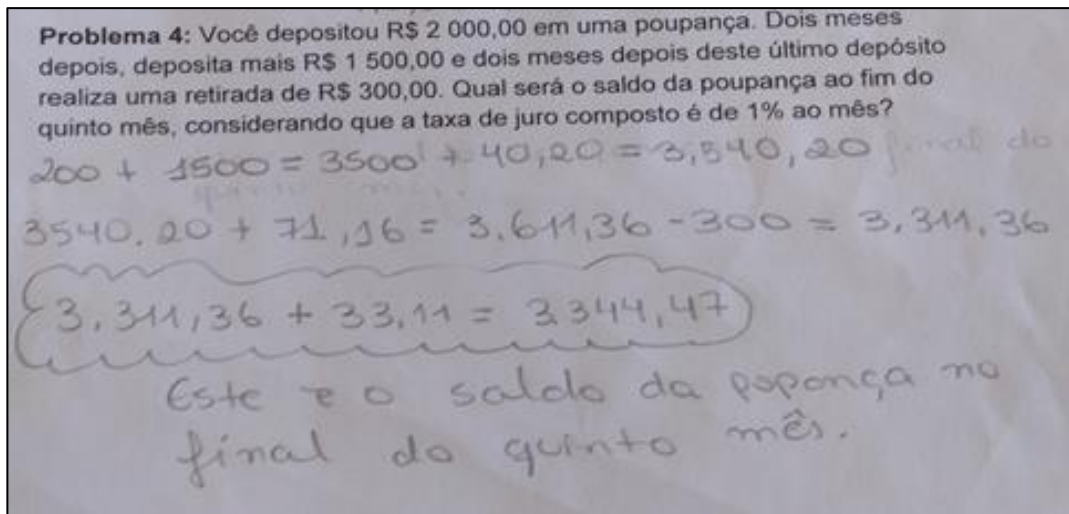 Problema 4: Você depositou R$ 2 000,00 em uma poupança. Dois meses
depois, deposita mais R$ 1 500,00 e dois meses depois deste último depósito
realiza uma retirada de R$ 300,00. Qual será o saldo da poupança ao fim do
quinto mês, considerando que a taxa de juro composto é de 1% ao mês?
200 + 1500 = 3500 + 40,20 = 3,540,20 final do
quinto mês.
3540.20 + 71,16 = 3.611,36 - 300 = 3,311,36
3,311,36 + 33,11 = 3344,47
Este e o saldo da poponça no
final do quinto mês.